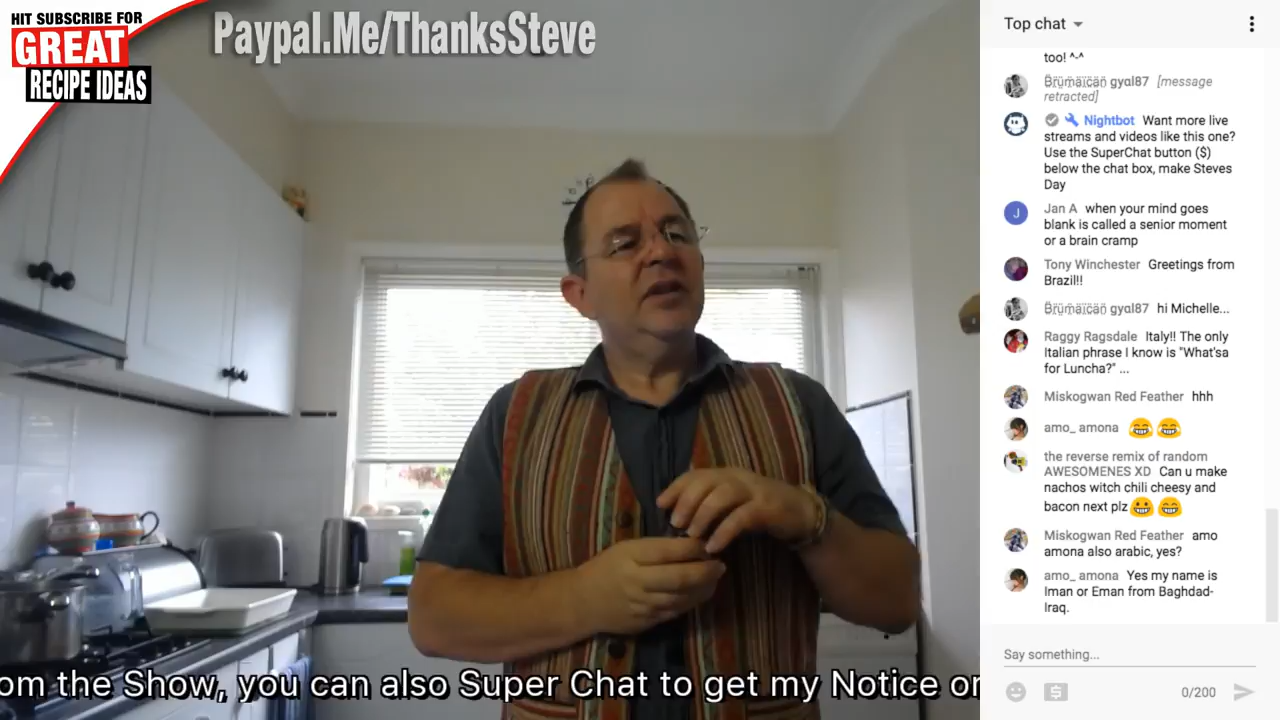 HIT SUBSCRIBE FOR
GREAT
RECIPE IDEAS
Paypal.Me/ThanksSteve
om the Show, you can also Super Chat to get my Notice or
Top chat
too! ^-^
gyal87 [message
retracted]
Nightbot Want more live
streams and videos like this one?
Use the SuperChat button ($)
below the chat box, make Steves
Day
J
Jan A when your mind goes
blank is called a senior moment
or a brain cramp
Tony Winchester Greetings from
Brazil!!
gyal87 hi Michelle...
Raggy Ragsdale Italy!! The only
Italian phrase I know is "What'sa
for Luncha?" ...
Miskogwan Red Feather hhh
amo_ amona 😂😂
the reverse remix of random
AWESOMENES XD Can u make
nachos witch chili cheesy and
bacon next plz😀😂
Miskogwan Red Feather amo
amona also arabic, yes?
amo_ amona Yes my name is
Iman or Eman from Baghdad-
Iraq.
Say something...
0/200